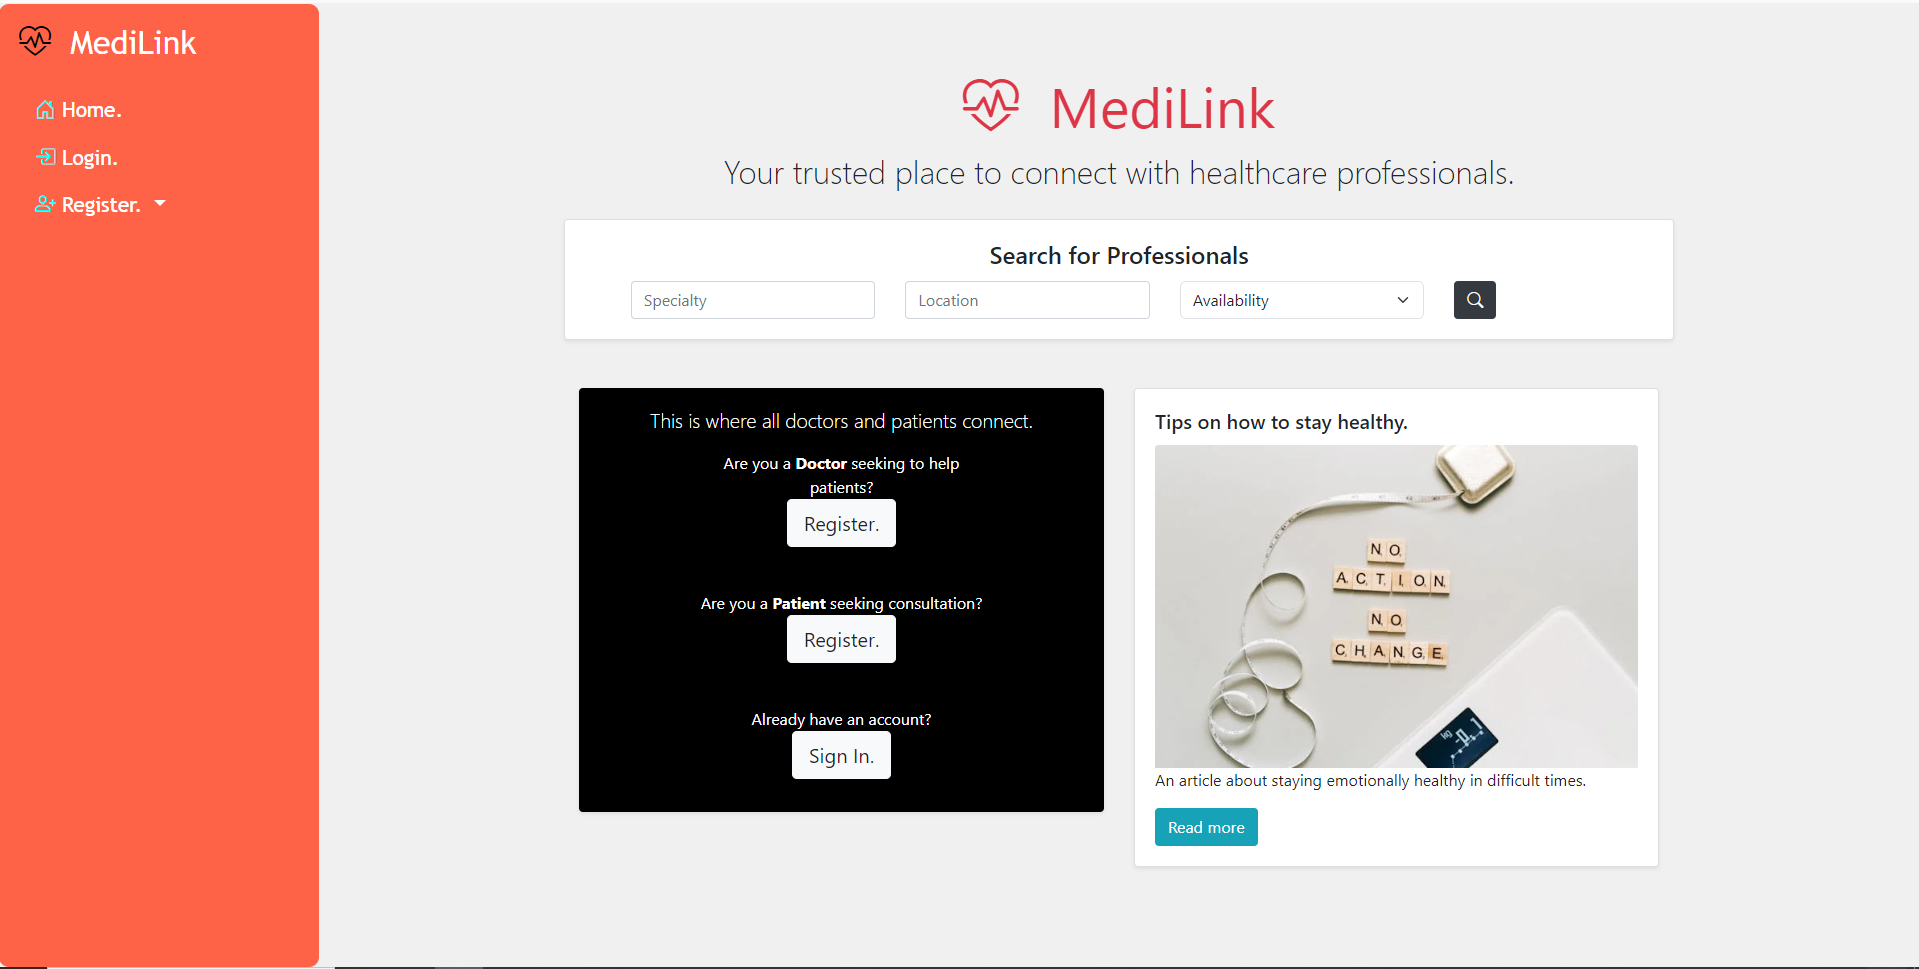 MediLink
Home.
Login.
Register.
MediLink
Your trusted place to connect with healthcare professionals.
Search for Professionals
Specialty
Location
Availability
This is where all doctors and patients connect.
Are you a Doctor seeking to help
patients?
Register.
Are you a Patient seeking consultation?
Register.
Already have an account?
Sign In.
Tips on how to stay healthy.
NO
ACTION
NO
CHANGE
kg
An article about staying emotionally healthy in difficult times.
Read more